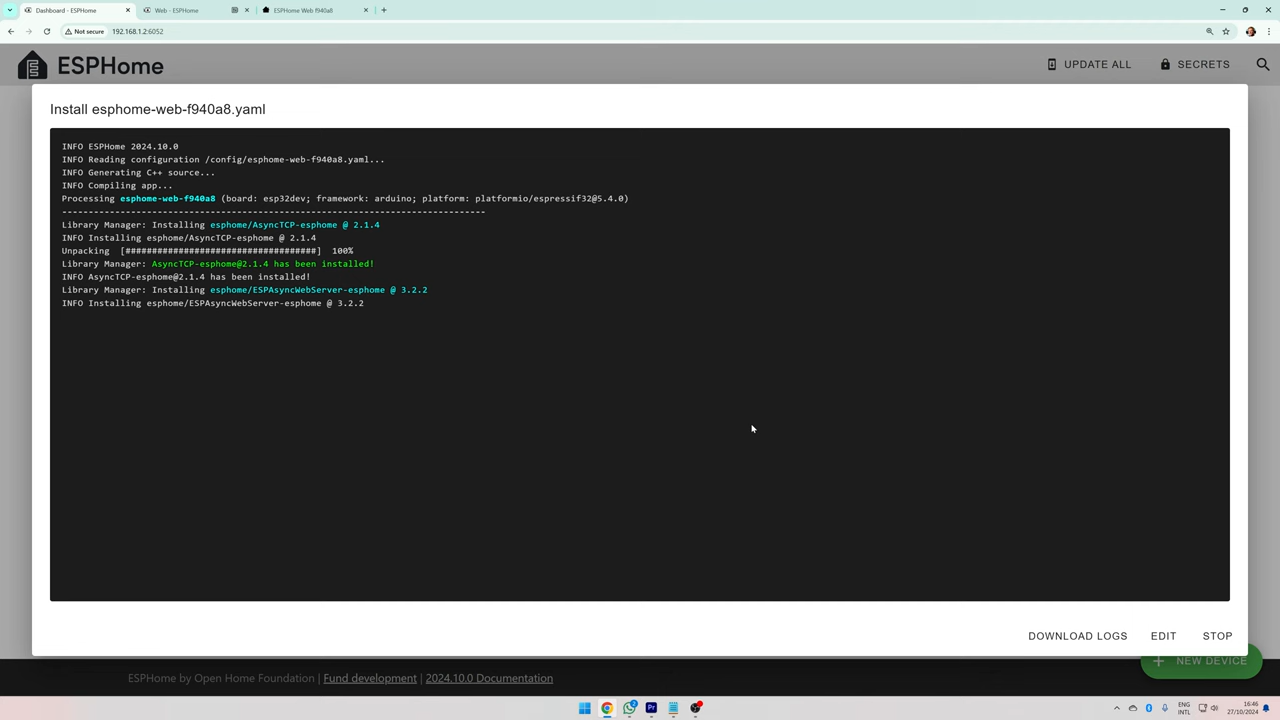 Dashboard - ESPHome
Web - ESPHome
ESPHome Web f940a8
Not secure
192.168.1.2:6052
ESPHome
UPDATE ALL
SECRETS
Install esphome-web-f940a8.yaml
INFO ESPHome 2024.10.0
INFO Reading configuration /config/esphome-web-f940a8.yaml...
INFO Generating C++ source...
INFO Compiling app...
Processing esphome-web-f940a8 (board: esp32dev; framework: arduino; platform: platformio/espressif32@5.4.0)
--------------------------------------------------------------------------------
Library Manager: Installing esphome/AsyncTCP-esphome @ 2.1.4
INFO Installing esphome/AsyncTCP-esphome @ 2.1.4
Unpacking  [####################################]  100%
Library Manager: AsyncTCP-esphome@2.1.4 has been installed!
INFO AsyncTCP-esphome@2.1.4 has been installed!
Library Manager: Installing esphome/ESPAsyncWebServer-esphome @ 3.2.2
INFO Installing esphome/ESPAsyncWebServer-esphome @ 3.2.2
DOWNLOAD LOGS
EDIT
STOP
NEW DEVICE
ESPHome by Open Home Foundation | Fund development | 2024.10.0 Documentation
ENG
INTL
16:46
27/10/2024